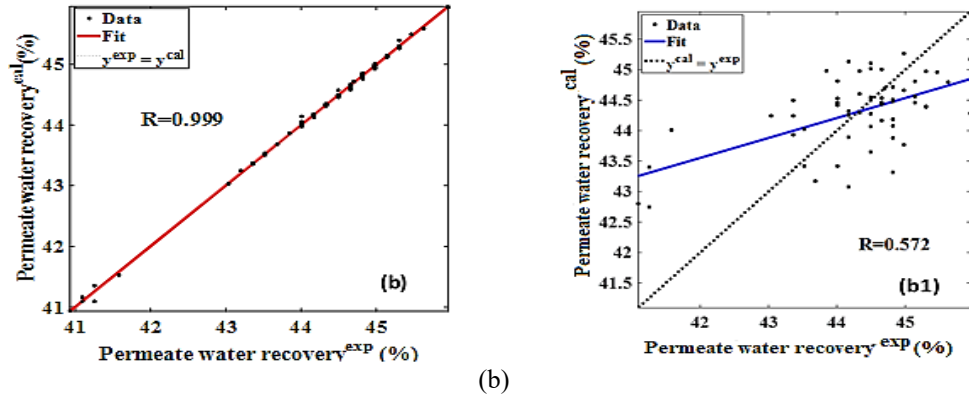 Permeate water recovery^cal (%)
Data
Fit
y^exp = y^cal
R=0.999
(b)
45
44
43
42
41
41 42 43 44 45
Permeate water recovery^exp (%)
Permeate water recovery^cal (%)
Data
Fit
y^cal = y^exp
R=0.572
(b1)
45.5
45
44.5
44
43.5
43
42.5
42
41.5
42 43 44 45
Permeate water recovery^exp (%)
(b)